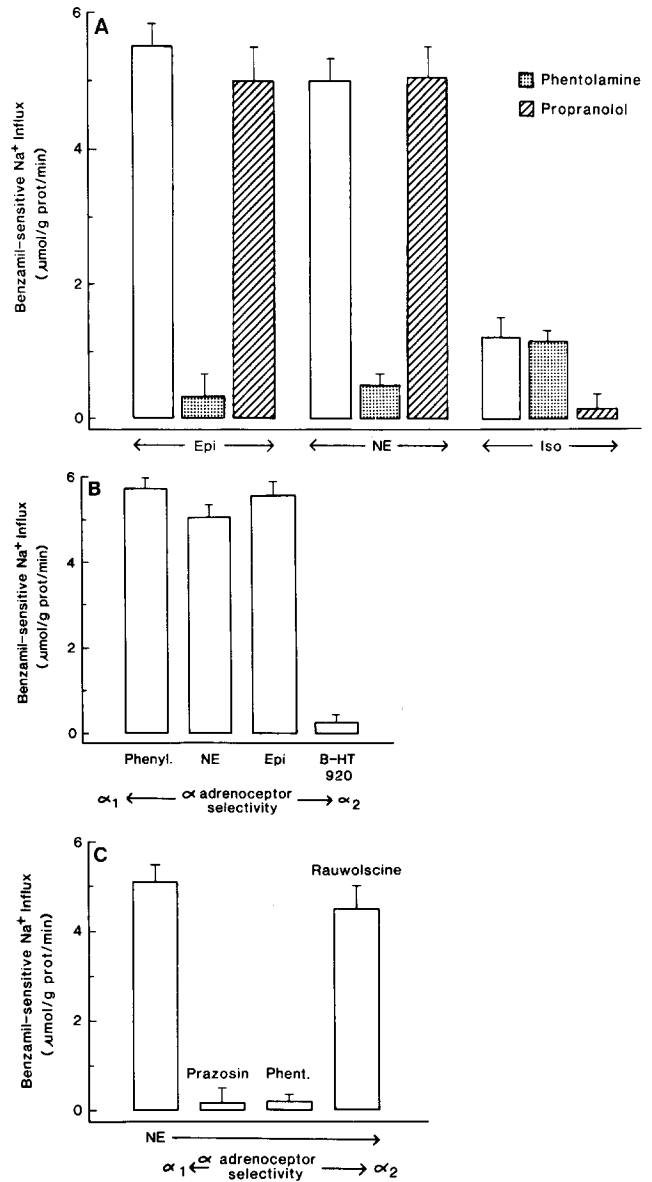 A
6
4
2
0
Benzamil-sensitive Na⁺ Influx
(μmol/g prot/min)
Phentolamine
Propranolol
← Epi →
← NE →
← Iso →
B
6
4
2
0
Benzamil-sensitive Na⁺ Influx
(μmol/g prot/min)
Phenyl. NE Epi B-HT
920
α₁ ← α adrenoceptor → α₂
selectivity
C
6
4
2
0
Benzamil-sensitive Na⁺ Influx
(μmol/g prot/min)
Rauwolscine
Prazosin Phent.
NE →
α₁ ← α adrenoceptor → α₂
selectivity